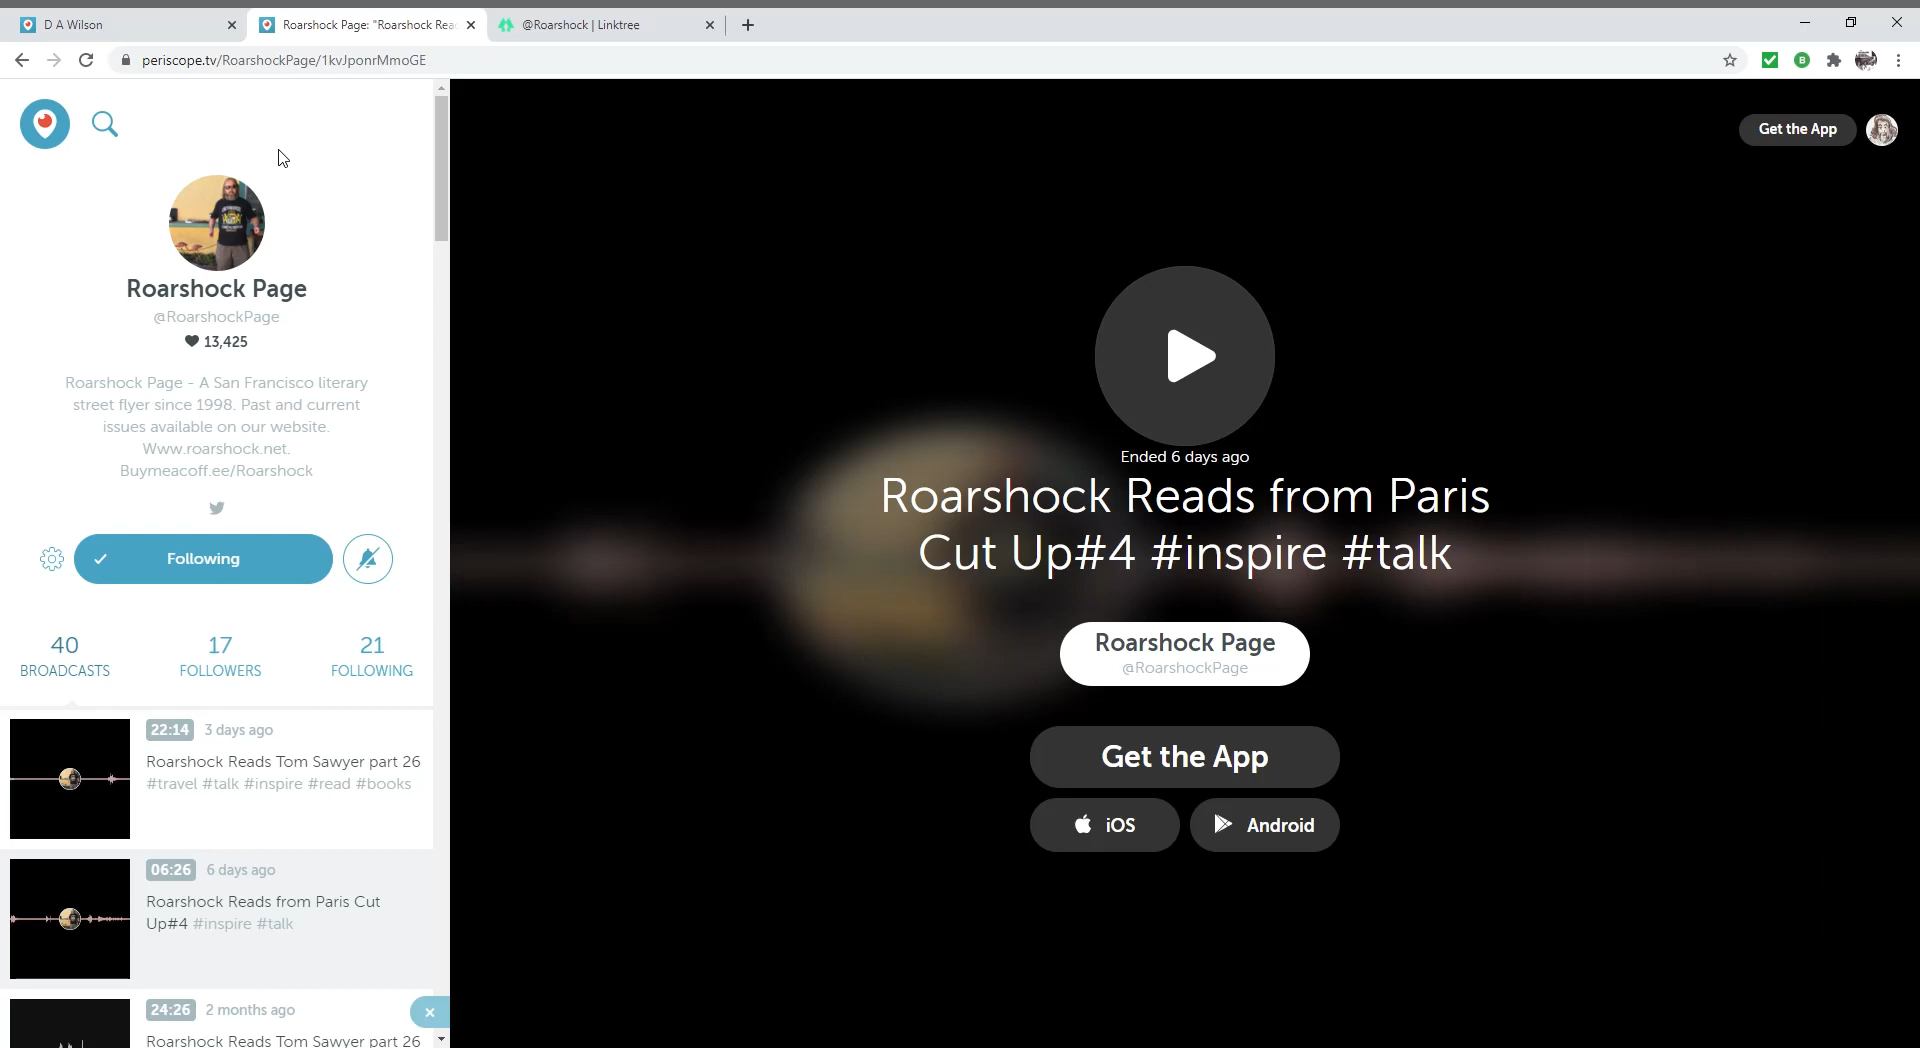 D A Wilson
Roarshock Page: "Roarshock Rea
@Roarshock | Linktree
periscope.tv/RoarshockPage/1kvJponrMmoGE
B
Get the App
Roarshock Page
@RoarshockPage
13,425
Roarshock Page - A San Francisco literary
street flyer since 1998. Past and current
issues available on our website.
Www.roarshock.net.
Buymeacoff.ee/Roarshock
Following
40
BROADCASTS
17
FOLLOWERS
21
FOLLOWING
22:14 3 days ago
Roarshock Reads Tom Sawyer part 26
#travel #talk #inspire #read #books
06:26 6 days ago
Roarshock Reads from Paris Cut
Up#4 #inspire #talk
24:26 2 months ago
Roarshock Reads Tom Sawyer part 26
Ended 6 days ago
Roarshock Reads from Paris
Cut Up#4 #inspire #talk
Roarshock Page
@RoarshockPage
Get the App
iOS
Android